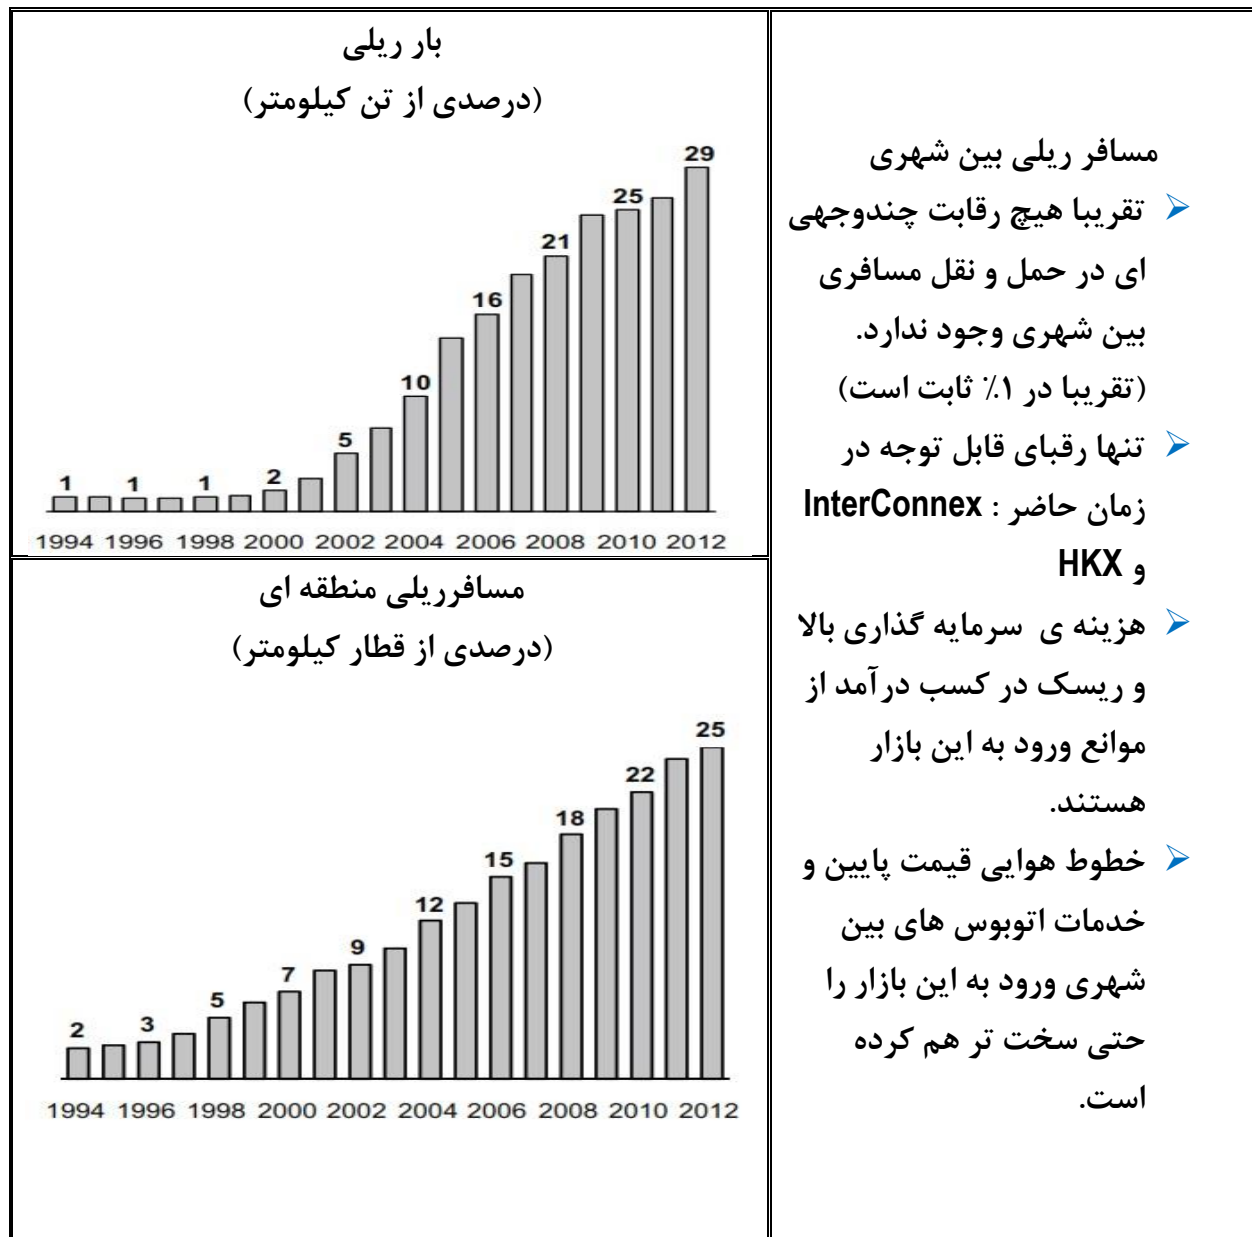 بار ریلی
(درصدی از تن کیلومتر)
29
25
21
16
10
5
2
1
1
1
1994 1996 1998 2000 2002 2004 2006 2008 2010 2012
مسافرریلی منطقه ای
(درصدی از قطار کیلومتر)
25
22
18
15
12
9
7
5
3
2
1994 1996 1998 2000 2002 2004 2006 2008 2010 2012
مسافر ریلی بین شهری
تقریبا هیچ رقابت چندوجهی
ای در حمل و نقل مسافری
بین شهری وجود ندارد.
(تقریبا در ۱٪ ثابت است)
تنها رقبای قابل توجه در
زمان حاضر : InterConnex
و HKX
هزینه ی سرمایه گذاری بالا
و ریسک در کسب درآمد از
موانع ورود به این بازار
هستند.
خطوط هوایی قیمت پایین و
خدمات اتوبوس های بین
شهری ورود به این بازار را
حتی سخت تر هم کرده
است.